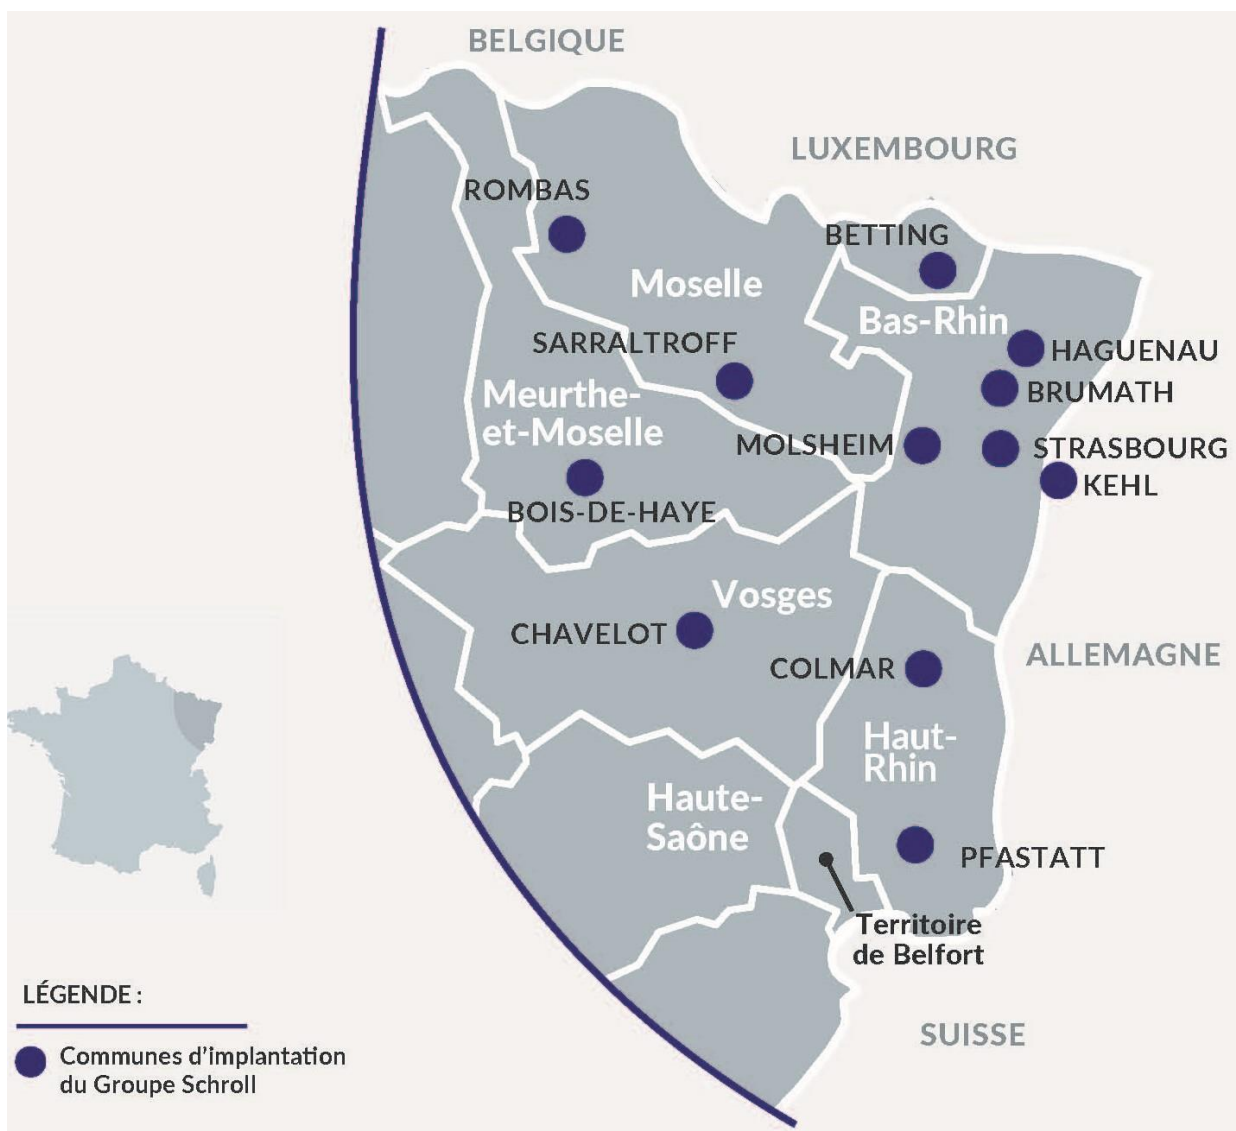 BELGIQUE
LUXEMBOURG
ROMBAS
BETTING
Moselle
Bas-Rhin
SARRALTROFF
HAGUENAU
Meurthe-
et-Moselle
BRUMATH
MOLSHEIM
STRASBOURG
KEHL
BOIS-DE-HAYE
Vosges
CHAVELOT
ALLEMAGNE
COLMAR
Haut-
Rhin
Haute-
Saône
PFASTATT
Territoire
de Belfort
LÉGENDE :
SUISSE
Communes d'implantation
du Groupe Schroll